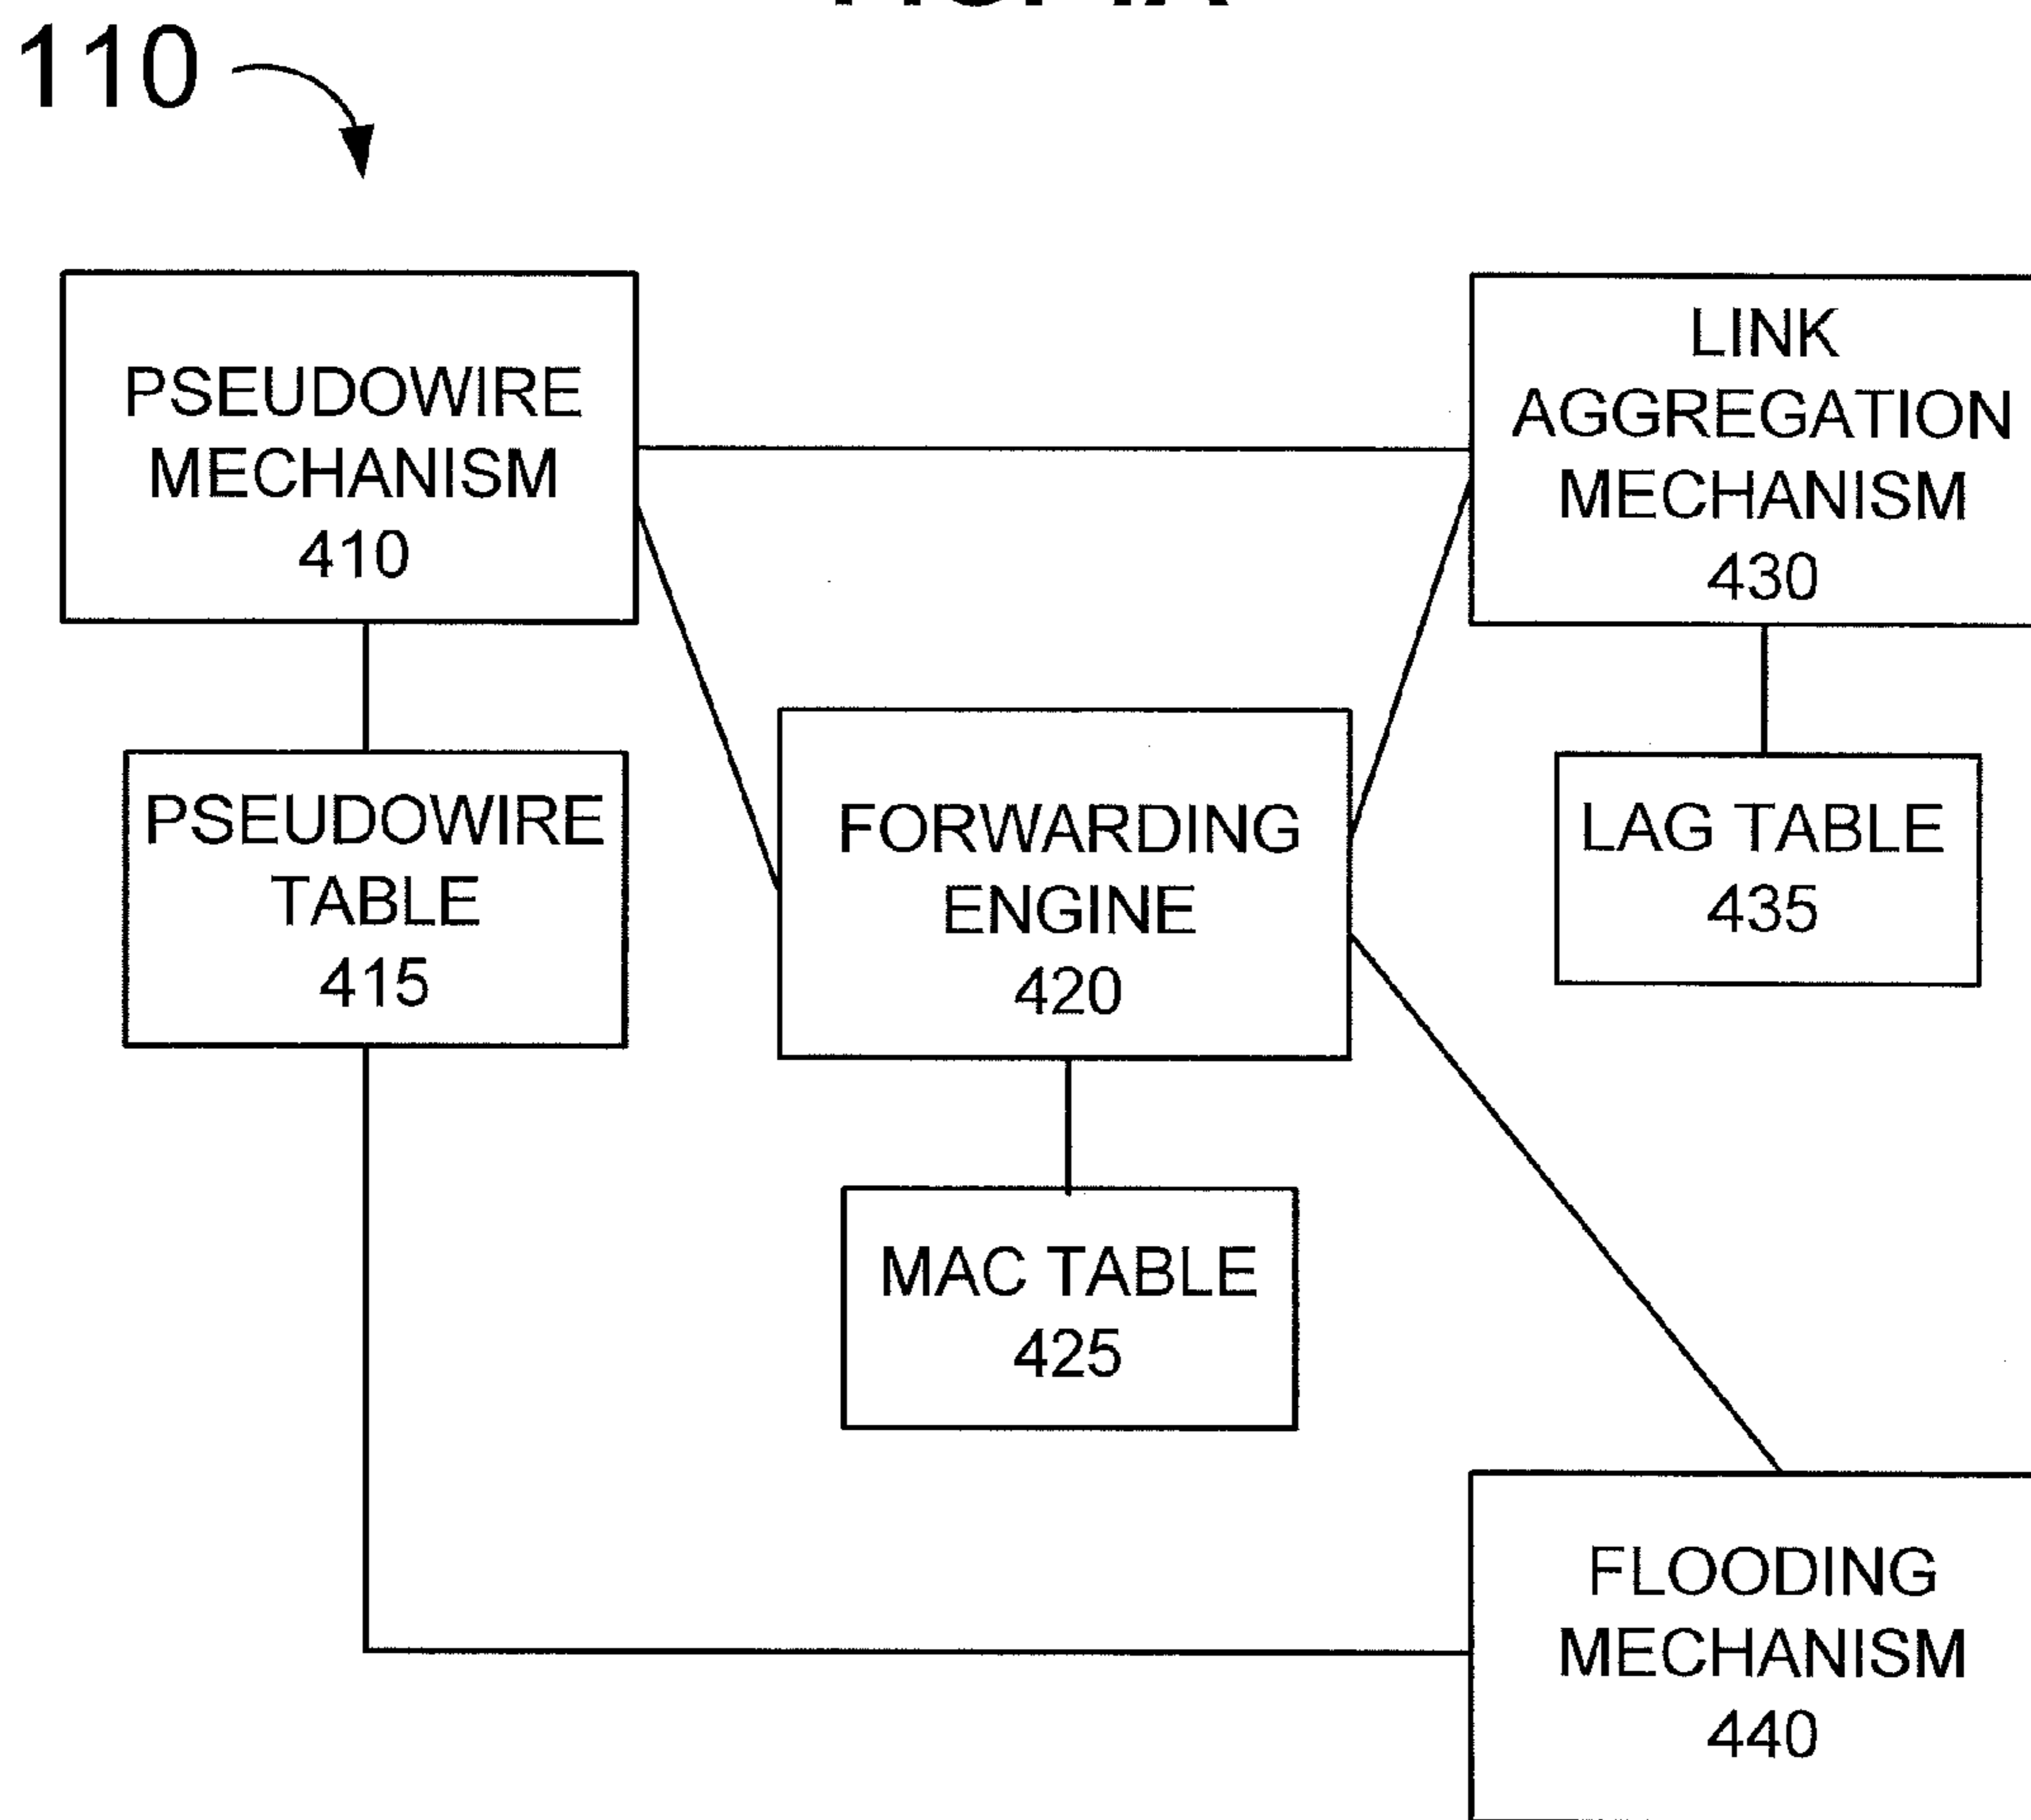 110
PSEUDOWIRE
MECHANISM
410
LINK
AGGREGATION
MECHANISM
430
PSEUDOWIRE
TABLE
415
FORWARDING
ENGINE
420
LAG TABLE
435
MAC TABLE
425
FLOODING
MECHANISM
440